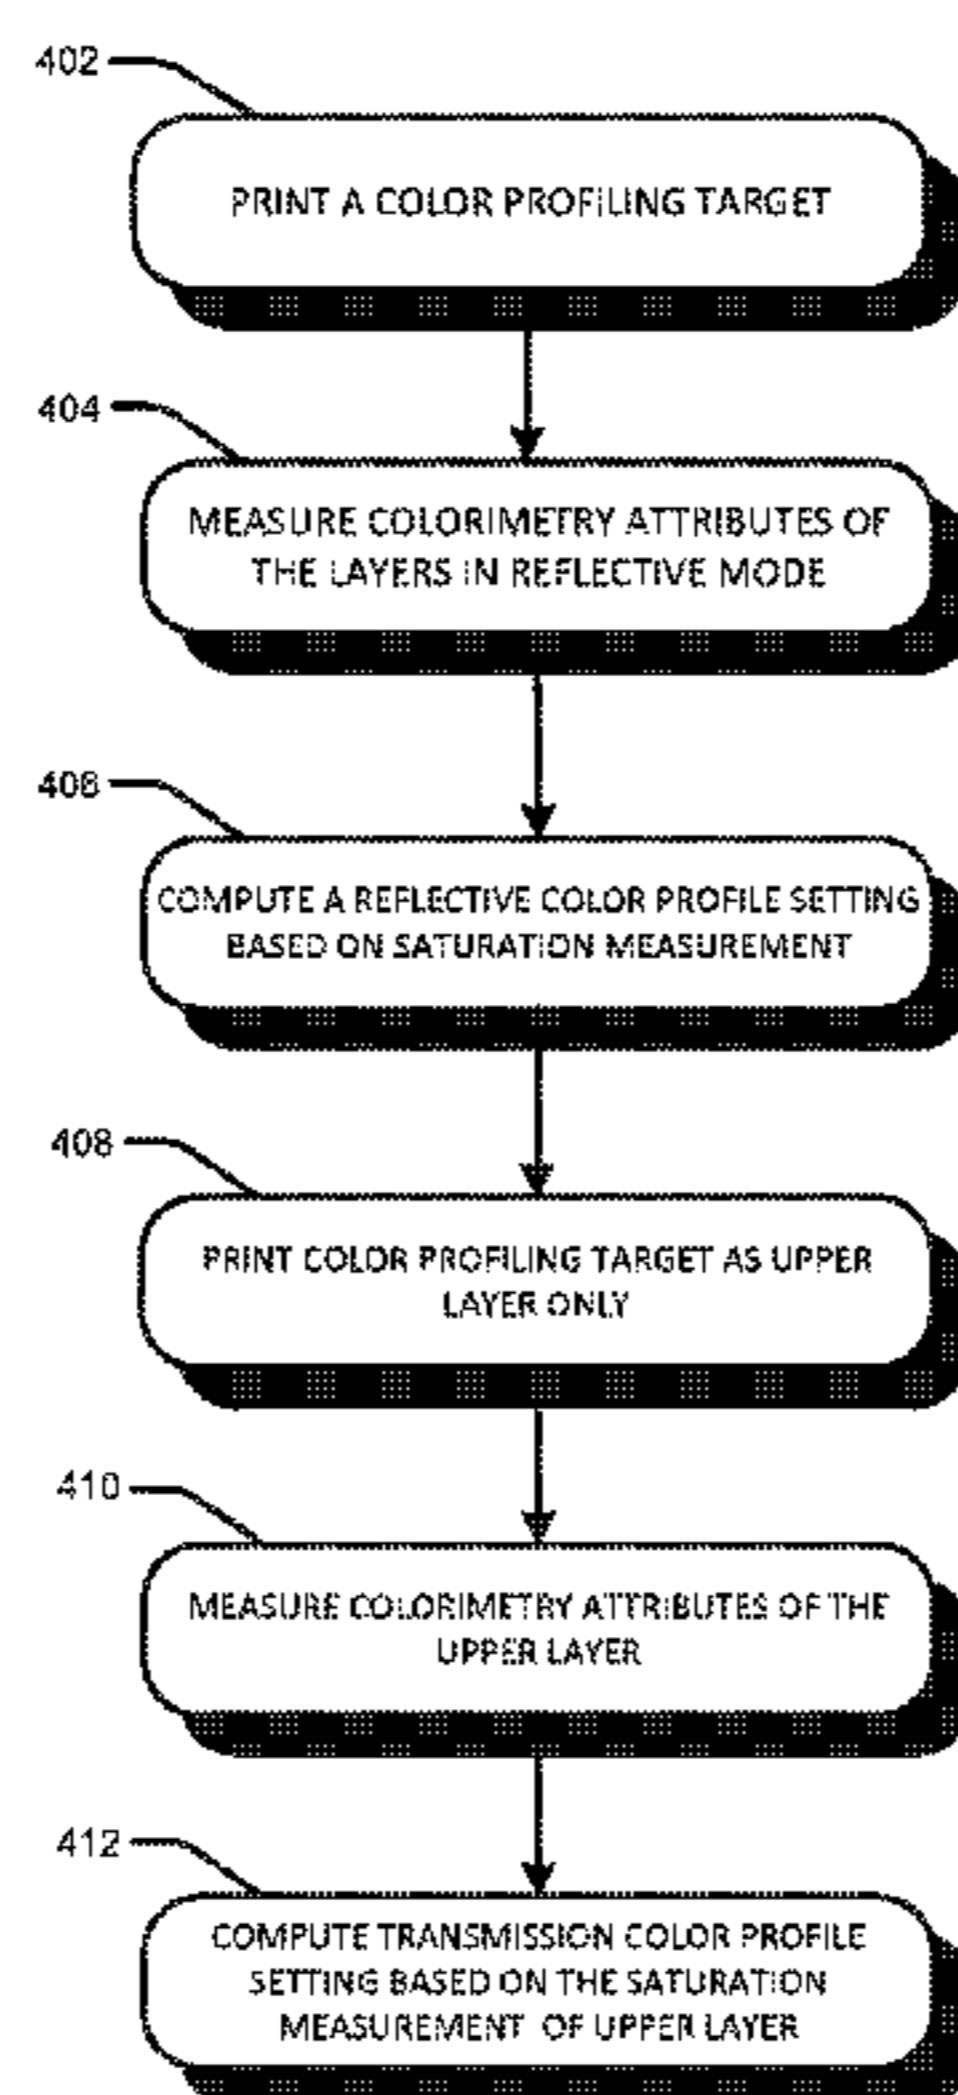 402
PRINT A COLOR PROFILING TARGET
404
MEASURE COLORIMETRY ATTRIBUTES OF
THE LAYERS IN REFLECTIVE MODE
406
COMPUTE A REFLECTIVE COLOR PROFILE SETTING
BASED ON SATURATION MEASUREMENT
408
PRINT COLOR PROFILING TARGET AS UPPER
LAYER ONLY
410
MEASURE COLORIMETRY ATTRIBUTES OF THE
UPPER LAYER
412
COMPUTE TRANSMISSION COLOR PROFILE
SETTING BASED ON THE SATURATION
MEASUREMENT OF UPPER LAYER